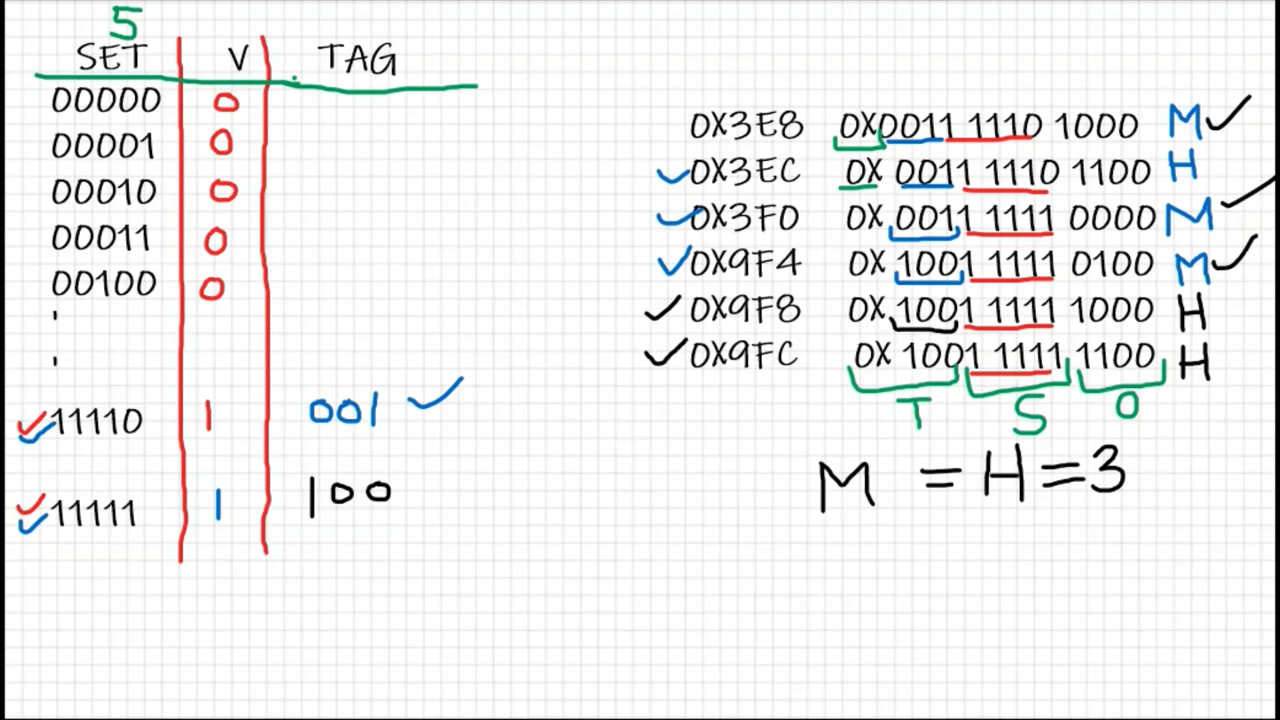 5
SET V TAG
00000 0
00001 0
00010 0
00011 0
00100 0
11110 1 001
11111 1 100
0X3E8 0X0011 1110 1000 M
0X3EC 0X 0011 1110 1100 H
0X3F0 0X 0011 1111 0000 M
0X9F4 0X 1001 1111 0100 M
0X9F8 0X 1001 1111 1000 H
0X9FC 0X 1001 1111 1100 H
T S O
M = H = 3